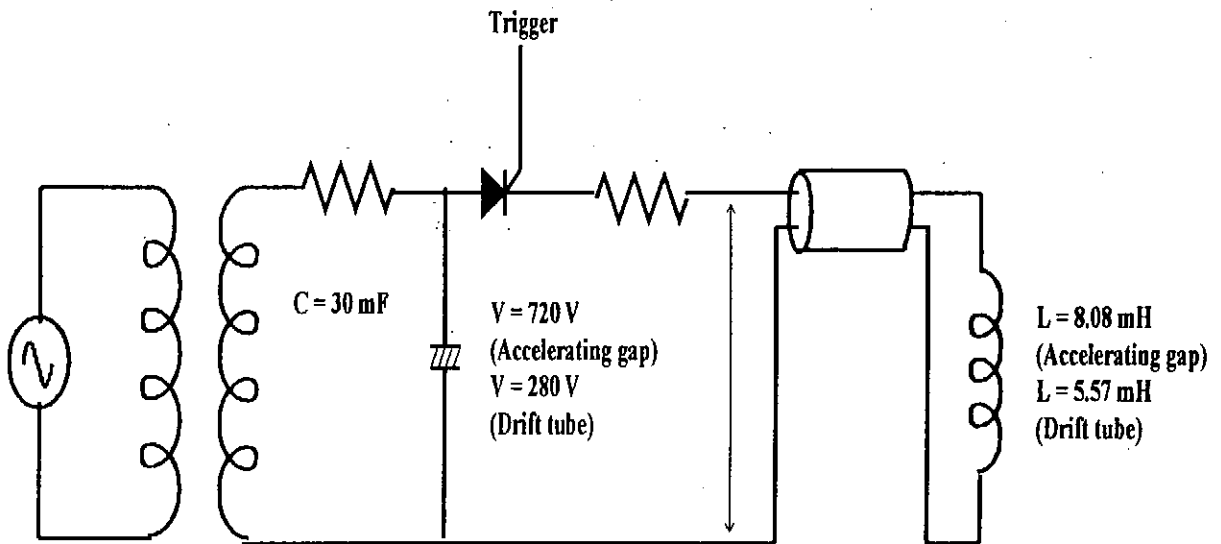 Trigger
C = 30 mF
V = 720 V
(Accelerating gap)
V = 280 V
(Drift tube)
L = 8.08 mH
(Accelerating gap)
L = 5.57 mH
(Drift tube)